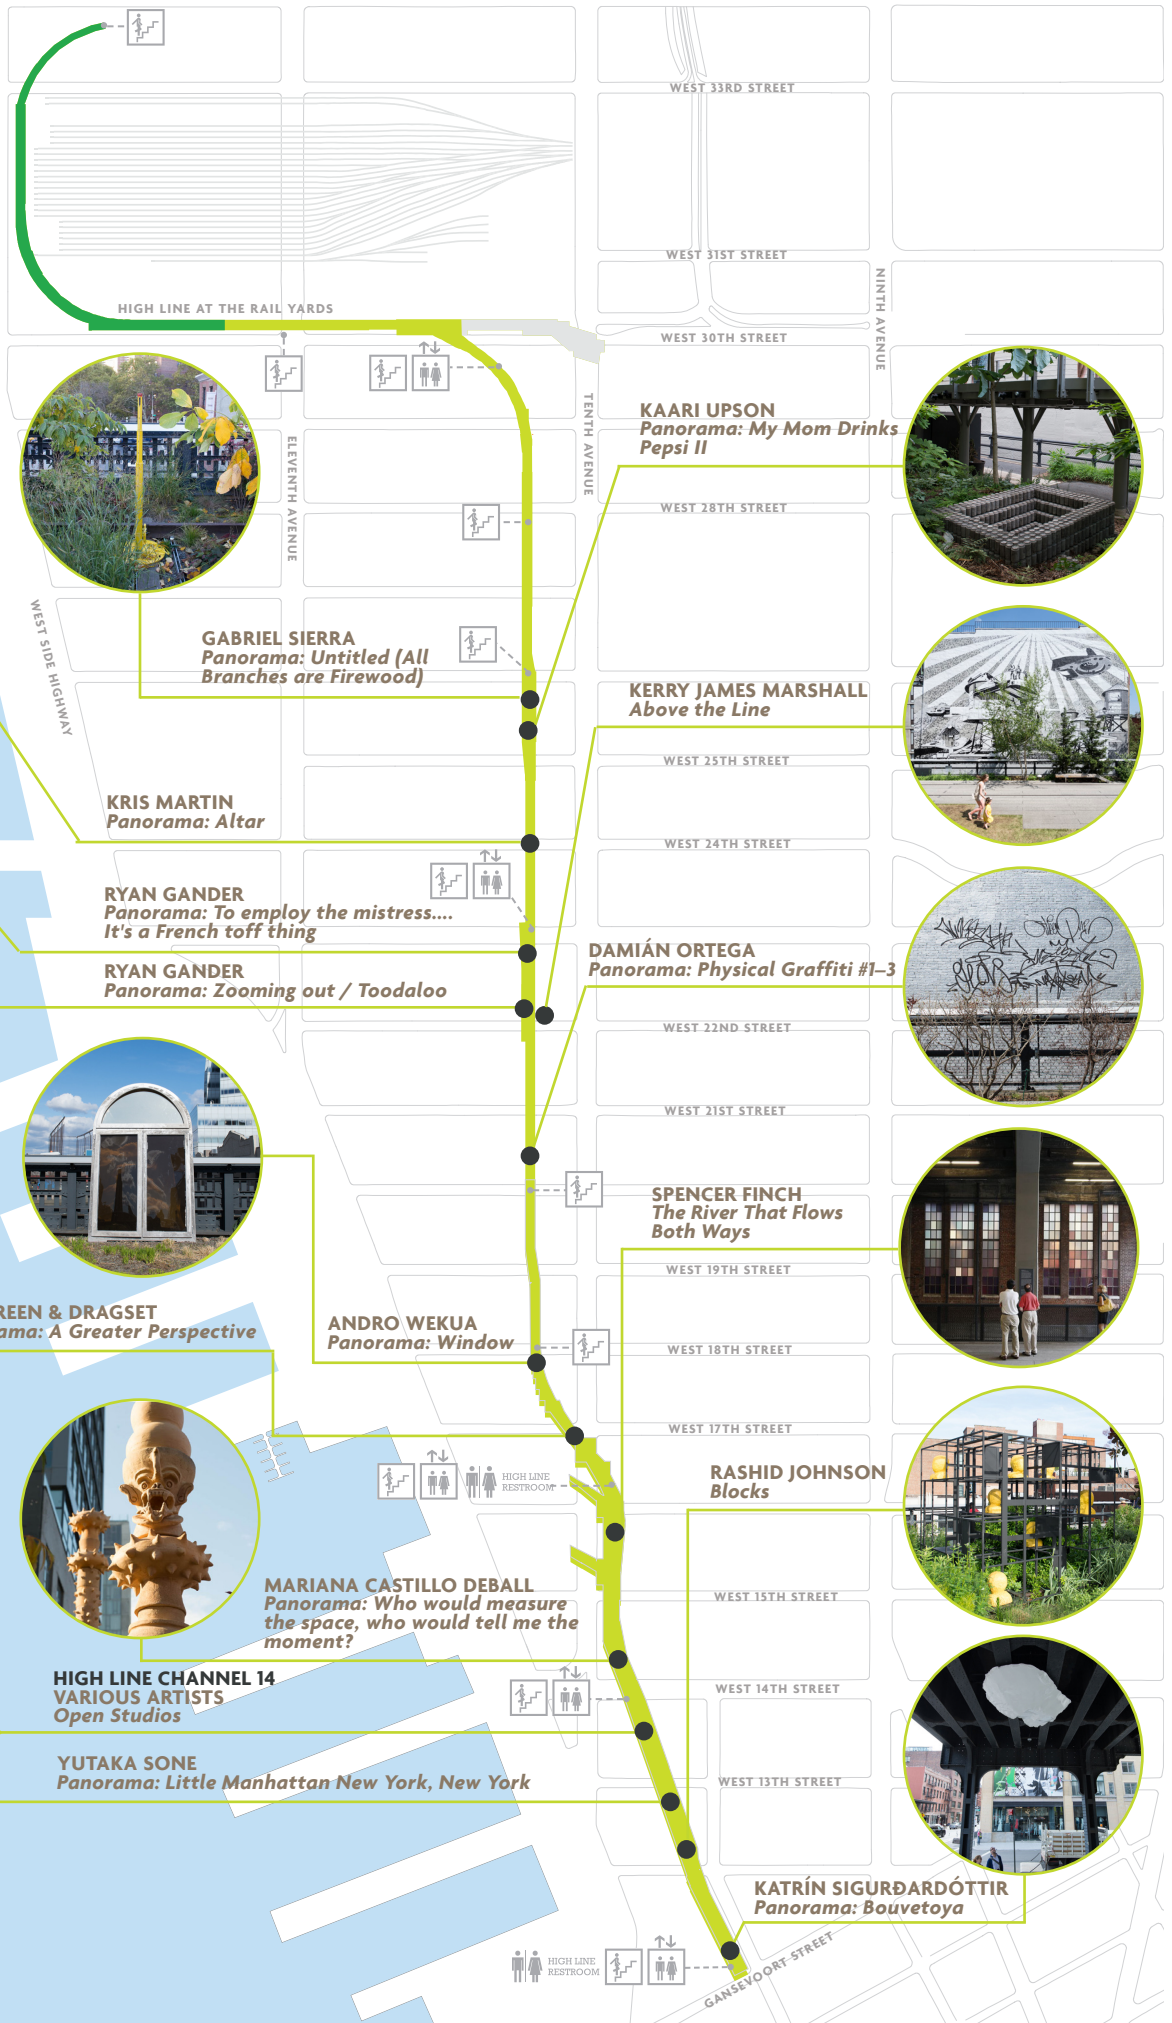 WEST 33RD STREET
WEST 31ST STREET
NINTH AVENUE
HIGH LINE AT THE RAIL YARDS
WEST 30TH STREET
TENTH AVENUE
KAARI UPSON
Panorama: My Mom Drinks
Pepsi II
ELEVENTH AVENUE
WEST 28TH STREET
WEST SIDE HIGHWAY
GABRIEL SIERRA
Panorama: Untitled (All
Branches are Firewood)
KERRY JAMES MARSHALL
Above the Line
WEST 25TH STREET
KRIS MARTIN
Panorama: Altar
WEST 24TH STREET
RYAN GANDER
Panorama: To employ the mistress....
It's a French toff thing
DAMIÁN ORTEGA
Panorama: Physical Graffiti #1–3
RYAN GANDER
Panorama: Zooming out / Toodaloo
WEST 22ND STREET
WEST 21ST STREET
SPENCER FINCH
The River That Flows
Both Ways
WEST 19TH STREET
REEN & DRAGSET
ama: A Greater Perspective
ANDRO WEKUA
Panorama: Window
WEST 18TH STREET
WEST 17TH STREET
HIGH LINE
RESTROOM
RASHID JOHNSON
Blocks
MARIANA CASTILLO DEBALL
Panorama: Who would measure
the space, who would tell me the
moment?
WEST 15TH STREET
HIGH LINE CHANNEL 14
VARIOUS ARTISTS
Open Studios
WEST 14TH STREET
YUTAKA SONE
Panorama: Little Manhattan New York, New York
WEST 13TH STREET
KATRÍN SIGURÐARDÓTTIR
Panorama: Bouvetoya
HIGH LINE
RESTROOM
GANSEVOORT STREET